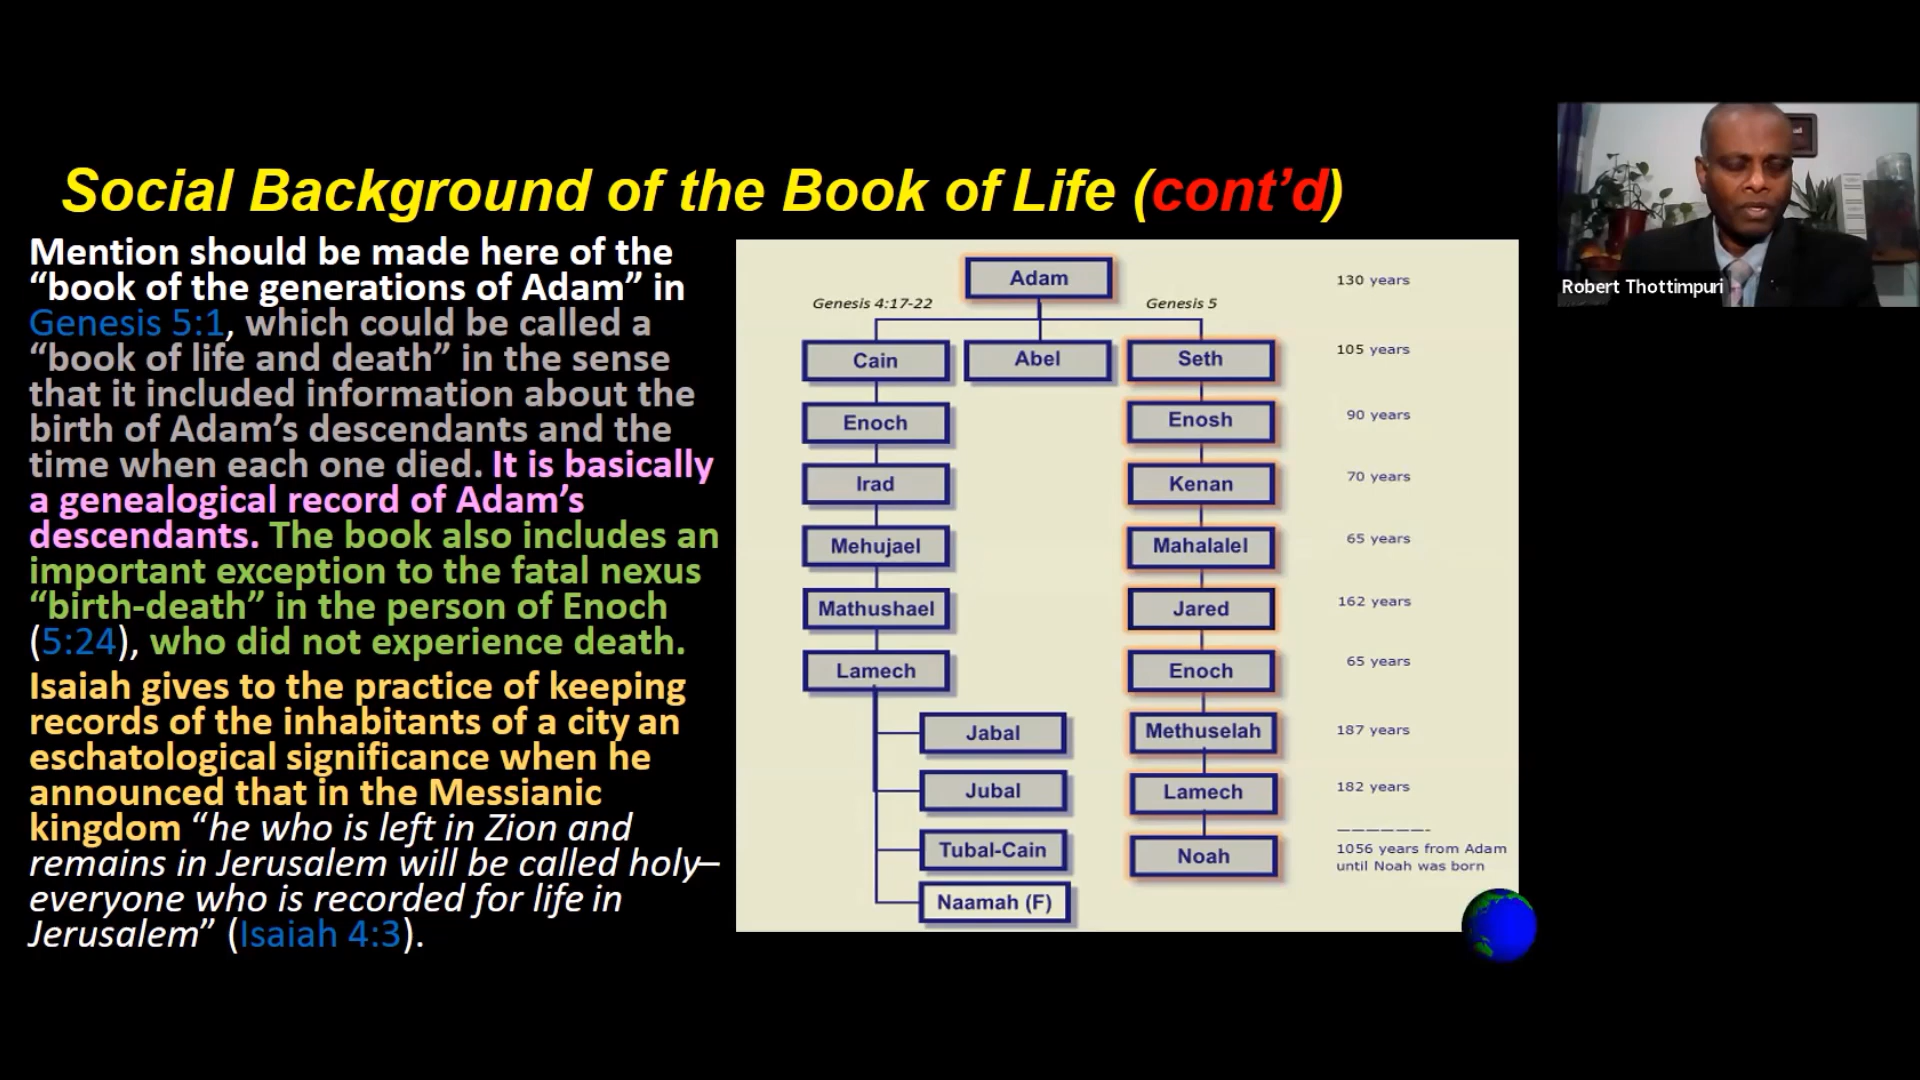 Social Background of the Book of Life (cont’d)
Mention should be made here of the
“book of the generations of Adam” in
Genesis 5:1, which could be called a
“book of life and death” in the sense
that it included information about the
birth of Adam’s descendants and the
time when each one died. It is basically
a genealogical record of Adam’s
descendants. The book also includes an
important exception to the fatal nexus
“birth-death” in the person of Enoch
(5:24), who did not experience death.
Isaiah gives to the practice of keeping
records of the inhabitants of a city an
eschatological significance when he
announced that in the Messianic
kingdom “he who is left in Zion and
remains in Jerusalem will be called holy–
everyone who is recorded for life in
Jerusalem” (Isaiah 4:3).
Adam
130 years
Genesis 4:17-22
Genesis 5
Cain
Abel
Seth
105 years
Enoch
Enosh
90 years
Irad
Kenan
70 years
Mehujael
Mahalalel
65 years
Mathushael
Jared
162 years
Lamech
Enoch
65 years
Jabal
Methuselah
187 years
Jubal
Lamech
182 years
Tubal-Cain
Noah
1056 years from Adam
until Noah was born
Naamah (F)
Robert Thottimpuri